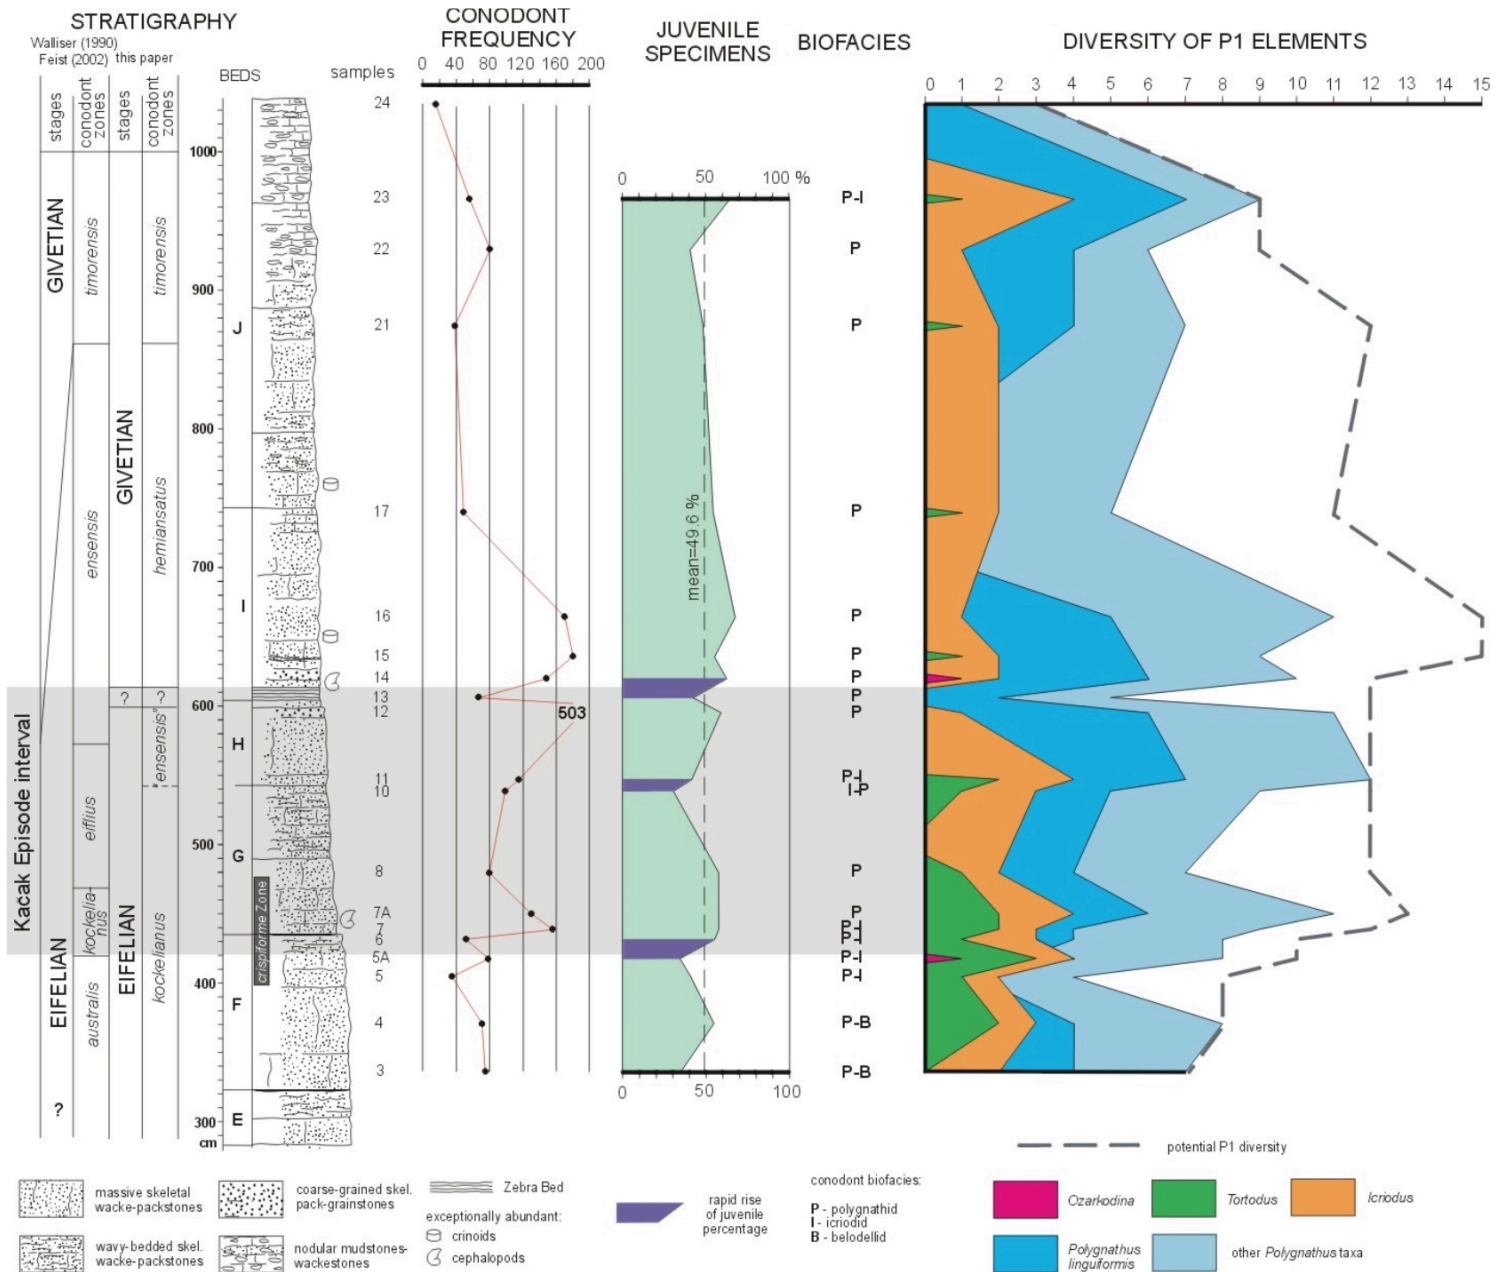 STRATIGRAPHY
Walliser (1990)
Feist (2002) this paper
stages
conodont
zones
stages
conodont
zones
BEDS
samples
CONODONT
FREQUENCY
0 40 80 120 160 200
JUVENILE
SPECIMENS
0 50 100 %
BIOFACIES
DIVERSITY OF P1 ELEMENTS
0 1 2 3 4 5 6 7 8 9 10 11 12 13 14 15
Kacak Episode interval
GIVETIAN
EIFELIAN
?
timorensis
ensensis
eiflius
kockelia-
nus
australis
GIVETIAN
?
EIFELIAN
timorensis
hemiansatus
?
"ensensis"
kockelianus
1000
900
800
700
600
500
400
300
cm
J
I
H
G
F
E
crispiforme Zone
24
23
22
21
17
16
15
14
13
12
11
10
8
7A
7
6
5A
5
4
3
503
mean=49.6 %
0 50 100
P-I
P
P
P
P
P
P
P
P
P-I
I-P
P
P
P-I
P-I
P-I
P-I
P-B
P-B
massive skeletal
wacke-packstones
wavy-bedded skel.
wacke-packstones
coarse-grained skel.
pack-grainstones
nodular mudstones-
wackestones
Zebra Bed
exceptionally abundant:
crinoids
cephalopods
rapid rise
of juvenile
percentage
conodont biofacies:
P - polygnathid
I - icriodid
B - belodellid
potential P1 diversity
Ozarkodina
Tortodus
Icriodus
Polygnathus
linguiformis
other Polygnathus taxa